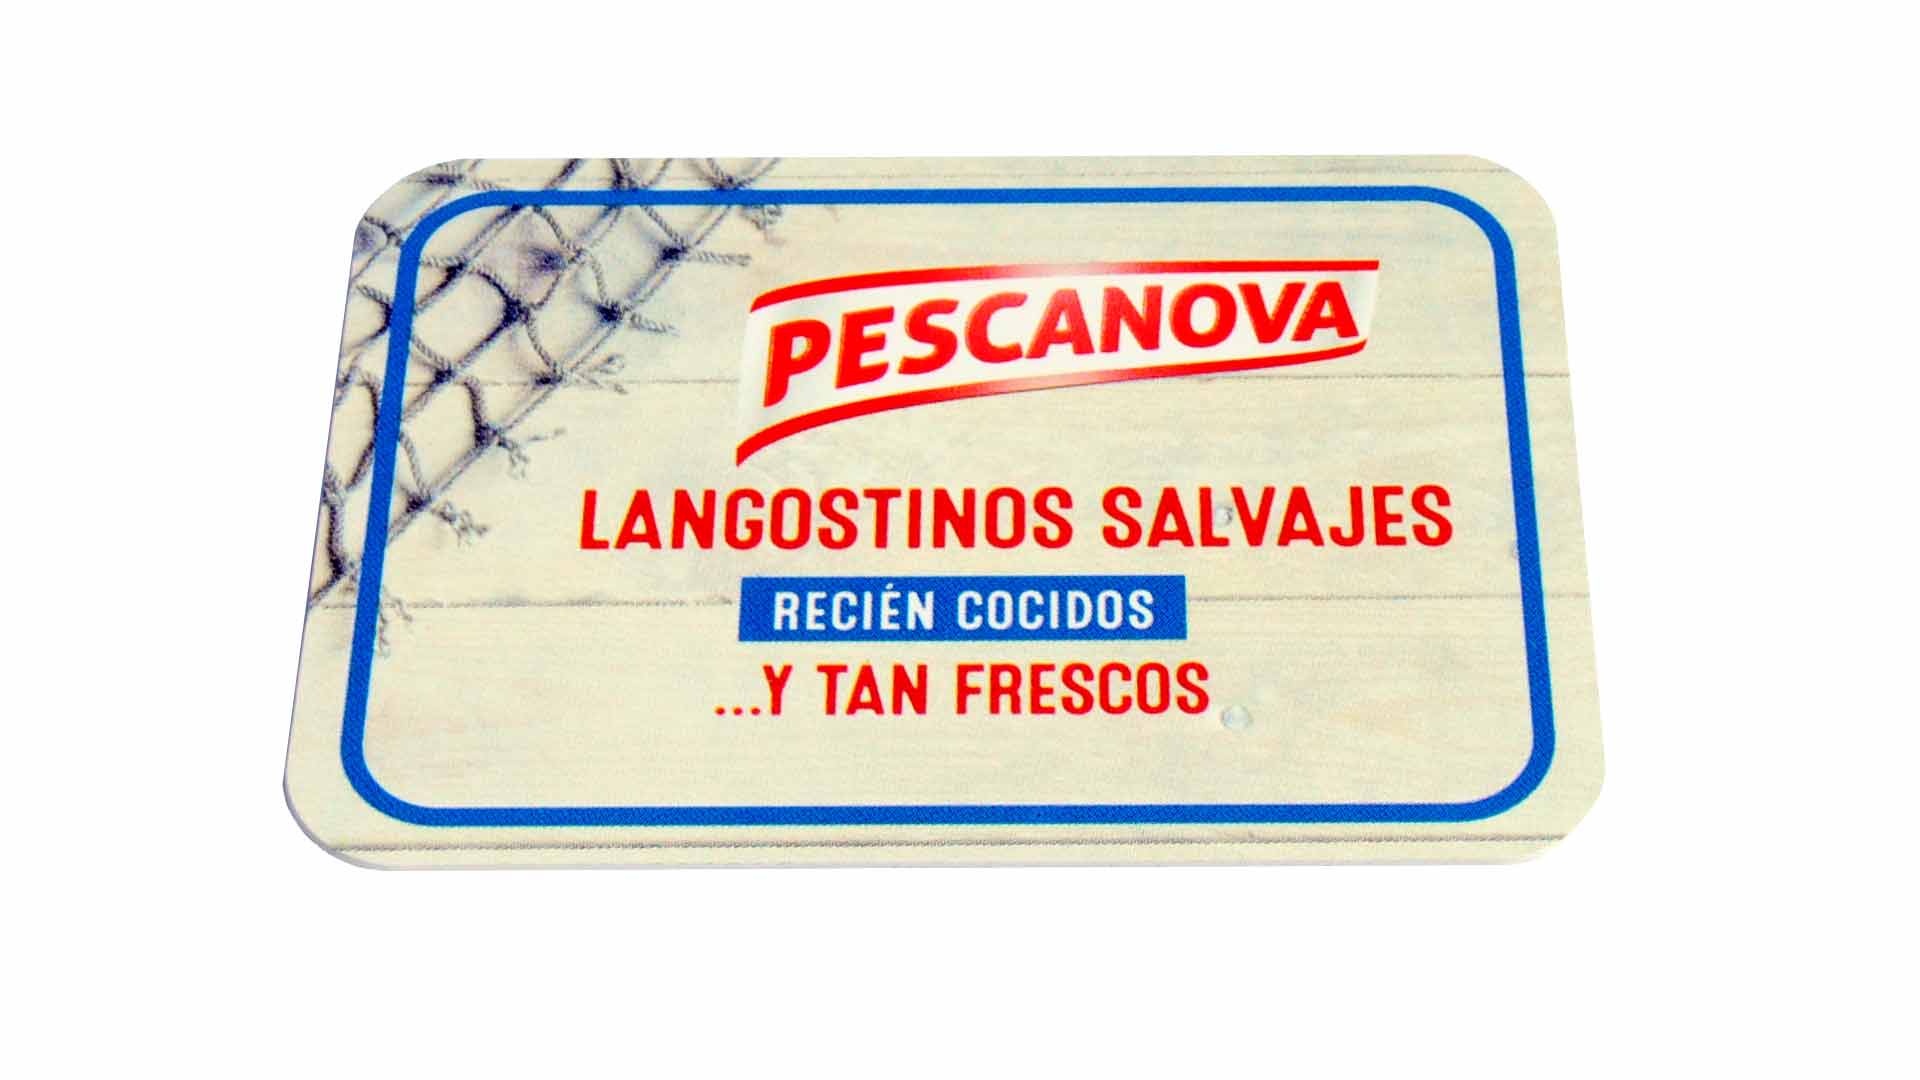 PESCANOVA
LANGOSTINOS SALVAJES
RECIÉN COCIDOS
...Y TAN FRESCOS